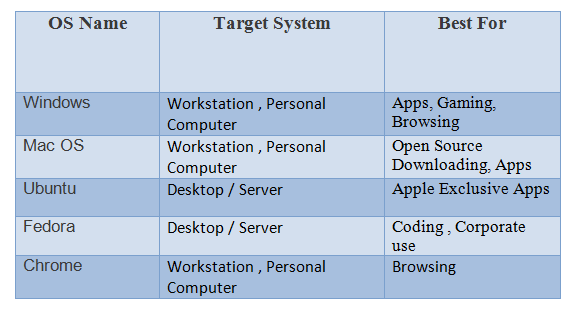 OS Name Target System Best For
Windows Workstation , Personal Computer Apps, Gaming, Browsing
Mac OS Workstation , Personal Computer Open Source Downloading, Apps
Ubuntu Desktop / Server Apple Exclusive Apps
Fedora Desktop / Server Coding , Corporate use
Chrome Workstation , Personal Computer Browsing